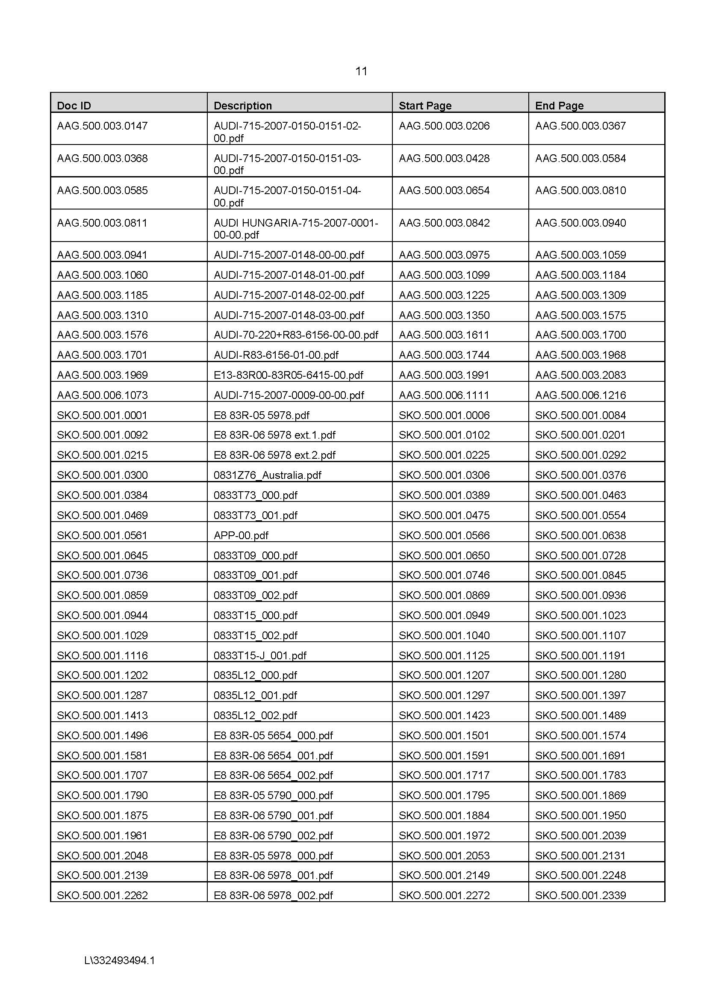 11
Doc ID Description Start Page End Page
AAG.500.003.0147 AUDI-715-2007-0150-0151-02- AAG.500.003.0206 AAG.500.003.0367
00.pdf
AAG.500.003.0368 AUDI-715-2007-0150-0151-03- AAG.500.003.0428 AAG.500.003.0584
00.pdf
AAG.500.003.0585 AUDI-715-2007-0150-0151-04- AAG.500.003.0654 AAG.500.003.0810
00.pdf
AAG.500.003.0811 AUDI HUNGARIA-715-2007-0001- AAG.500.003.0842 AAG.500.003.0940
00-00.pdf
AAG.500.003.0941 AUDI-715-2007-0148-00-00.pdf AAG.500.003.0975 AAG.500.003.1059
AAG.500.003.1060 AUDI-715-2007-0148-01-00.pdf AAG.500.003.1099 AAG.500.003.1184
AAG.500.003.1185 AUDI-715-2007-0148-02-00.pdf AAG.500.003.1225 AAG.500.003.1309
AAG.500.003.1310 AUDI-715-2007-0148-03-00.pdf AAG.500.003.1350 AAG.500.003.1575
AAG.500.003.1576 AUDI-70-220+R83-6156-00-00.pdf AAG.500.003.1611 AAG.500.003.1700
AAG.500.003.1701 AUDI-R83-6156-01-00.pdf AAG.500.003.1744 AAG.500.003.1968
AAG.500.003.1969 E13-83R00-83R05-6415-00.pdf AAG.500.003.1991 AAG.500.003.2083
AAG.500.006.1073 AUDI-715-2007-0009-00-00.pdf AAG.500.006.1111 AAG.500.006.1216
SKO.500.001.0001 E8 83R-05 5978.pdf SKO.500.001.0006 SKO.500.001.0084
SKO.500.001.0092 E8 83R-06 5978 ext.1.pdf SKO.500.001.0102 SKO.500.001.0201
SKO.500.001.0215 E8 83R-06 5978 ext.2.pdf SKO.500.001.0225 SKO.500.001.0292
SKO.500.001.0300 0831Z76_Australia.pdf SKO.500.001.0306 SKO.500.001.0376
SKO.500.001.0384 0833T73_000.pdf SKO.500.001.0389 SKO.500.001.0463
SKO.500.001.0469 0833T73_001.pdf SKO.500.001.0475 SKO.500.001.0554
SKO.500.001.0561 APP-00.pdf SKO.500.001.0566 SKO.500.001.0638
SKO.500.001.0645 0833T09_000.pdf SKO.500.001.0650 SKO.500.001.0728
SKO.500.001.0736 0833T09_001.pdf SKO.500.001.0746 SKO.500.001.0845
SKO.500.001.0859 0833T09_002.pdf SKO.500.001.0869 SKO.500.001.0936
SKO.500.001.0944 0833T15_000.pdf SKO.500.001.0949 SKO.500.001.1023
SKO.500.001.1029 0833T15_002.pdf SKO.500.001.1040 SKO.500.001.1107
SKO.500.001.1116 0833T15-J_001.pdf SKO.500.001.1125 SKO.500.001.1191
SKO.500.001.1202 0835L12_000.pdf SKO.500.001.1207 SKO.500.001.1280
SKO.500.001.1287 0835L12_001.pdf SKO.500.001.1297 SKO.500.001.1397
SKO.500.001.1413 0835L12_002.pdf SKO.500.001.1423 SKO.500.001.1489
SKO.500.001.1496 E8 83R-05 5654_000.pdf SKO.500.001.1501 SKO.500.001.1574
SKO.500.001.1581 E8 83R-06 5654_001.pdf SKO.500.001.1591 SKO.500.001.1691
SKO.500.001.1707 E8 83R-06 5654_002.pdf SKO.500.001.1717 SKO.500.001.1783
SKO.500.001.1790 E8 83R-05 5790_000.pdf SKO.500.001.1795 SKO.500.001.1869
SKO.500.001.1875 E8 83R-06 5790_001.pdf SKO.500.001.1884 SKO.500.001.1950
SKO.500.001.1961 E8 83R-06 5790_002.pdf SKO.500.001.1972 SKO.500.001.2039
SKO.500.001.2048 E8 83R-05 5978_000.pdf SKO.500.001.2053 SKO.500.001.2131
SKO.500.001.2139 E8 83R-06 5978_001.pdf SKO.500.001.2149 SKO.500.001.2248
SKO.500.001.2262 E8 83R-06 5978_002.pdf SKO.500.001.2272 SKO.500.001.2339
L\332493494.1